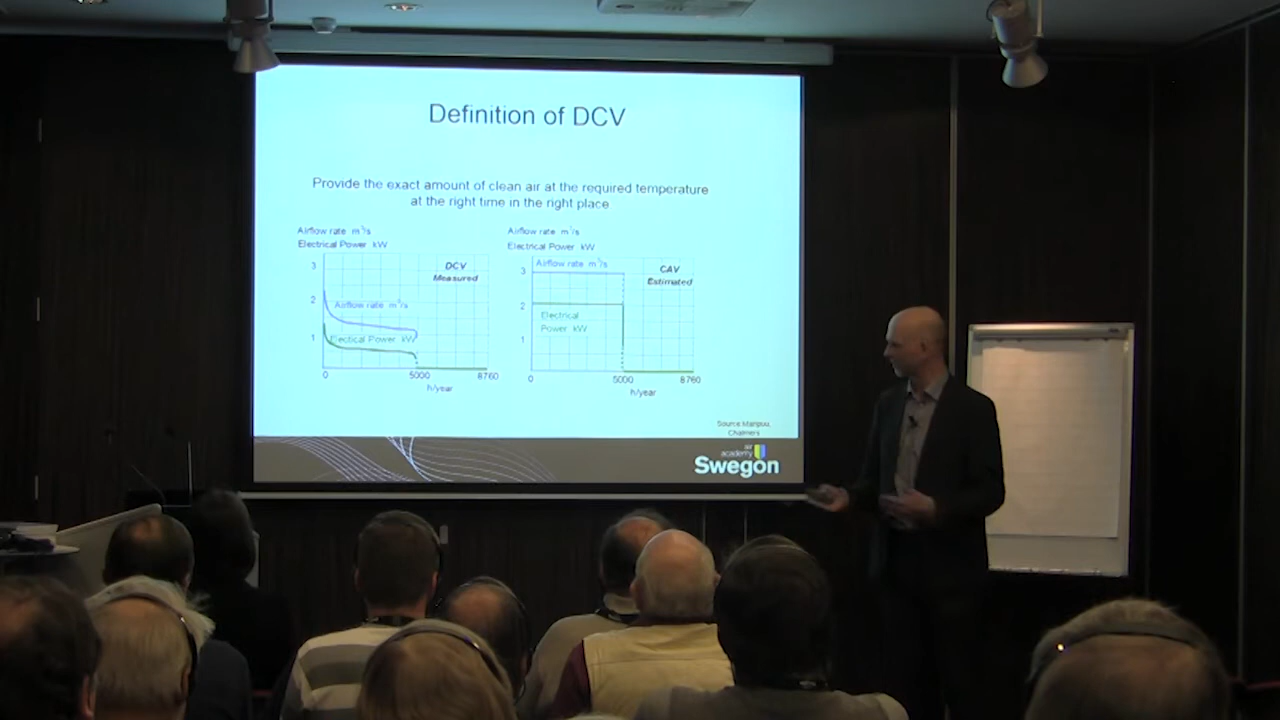 Definition of DCV
Provide the exact amount of clean air at the required temperature
at the right time in the right place
Airflow rate m³/s
Electrical Power kW
3
2
1
0
5000
8760
h/year
DCV
Measured
Airflow rate m³/s
Electical Power kW
Airflow rate m³/s
Electrical Power kW
3
2
1
0
5000
8760
h/year
Airflow rate m³/s
CAV
Estimated
Electrical
Power kW
Source Maripuu,
Chalmers
air
academy
Swegon